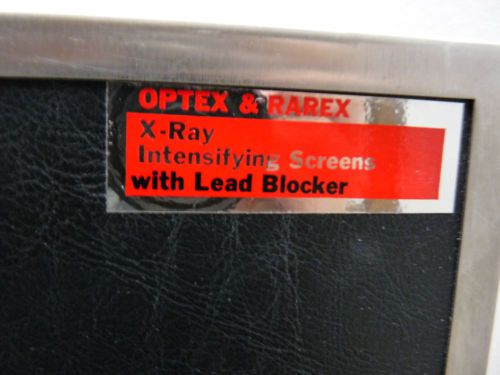 OPTEX & RAREX
X-Ray
Intensifying Screens
with Lead Blocker